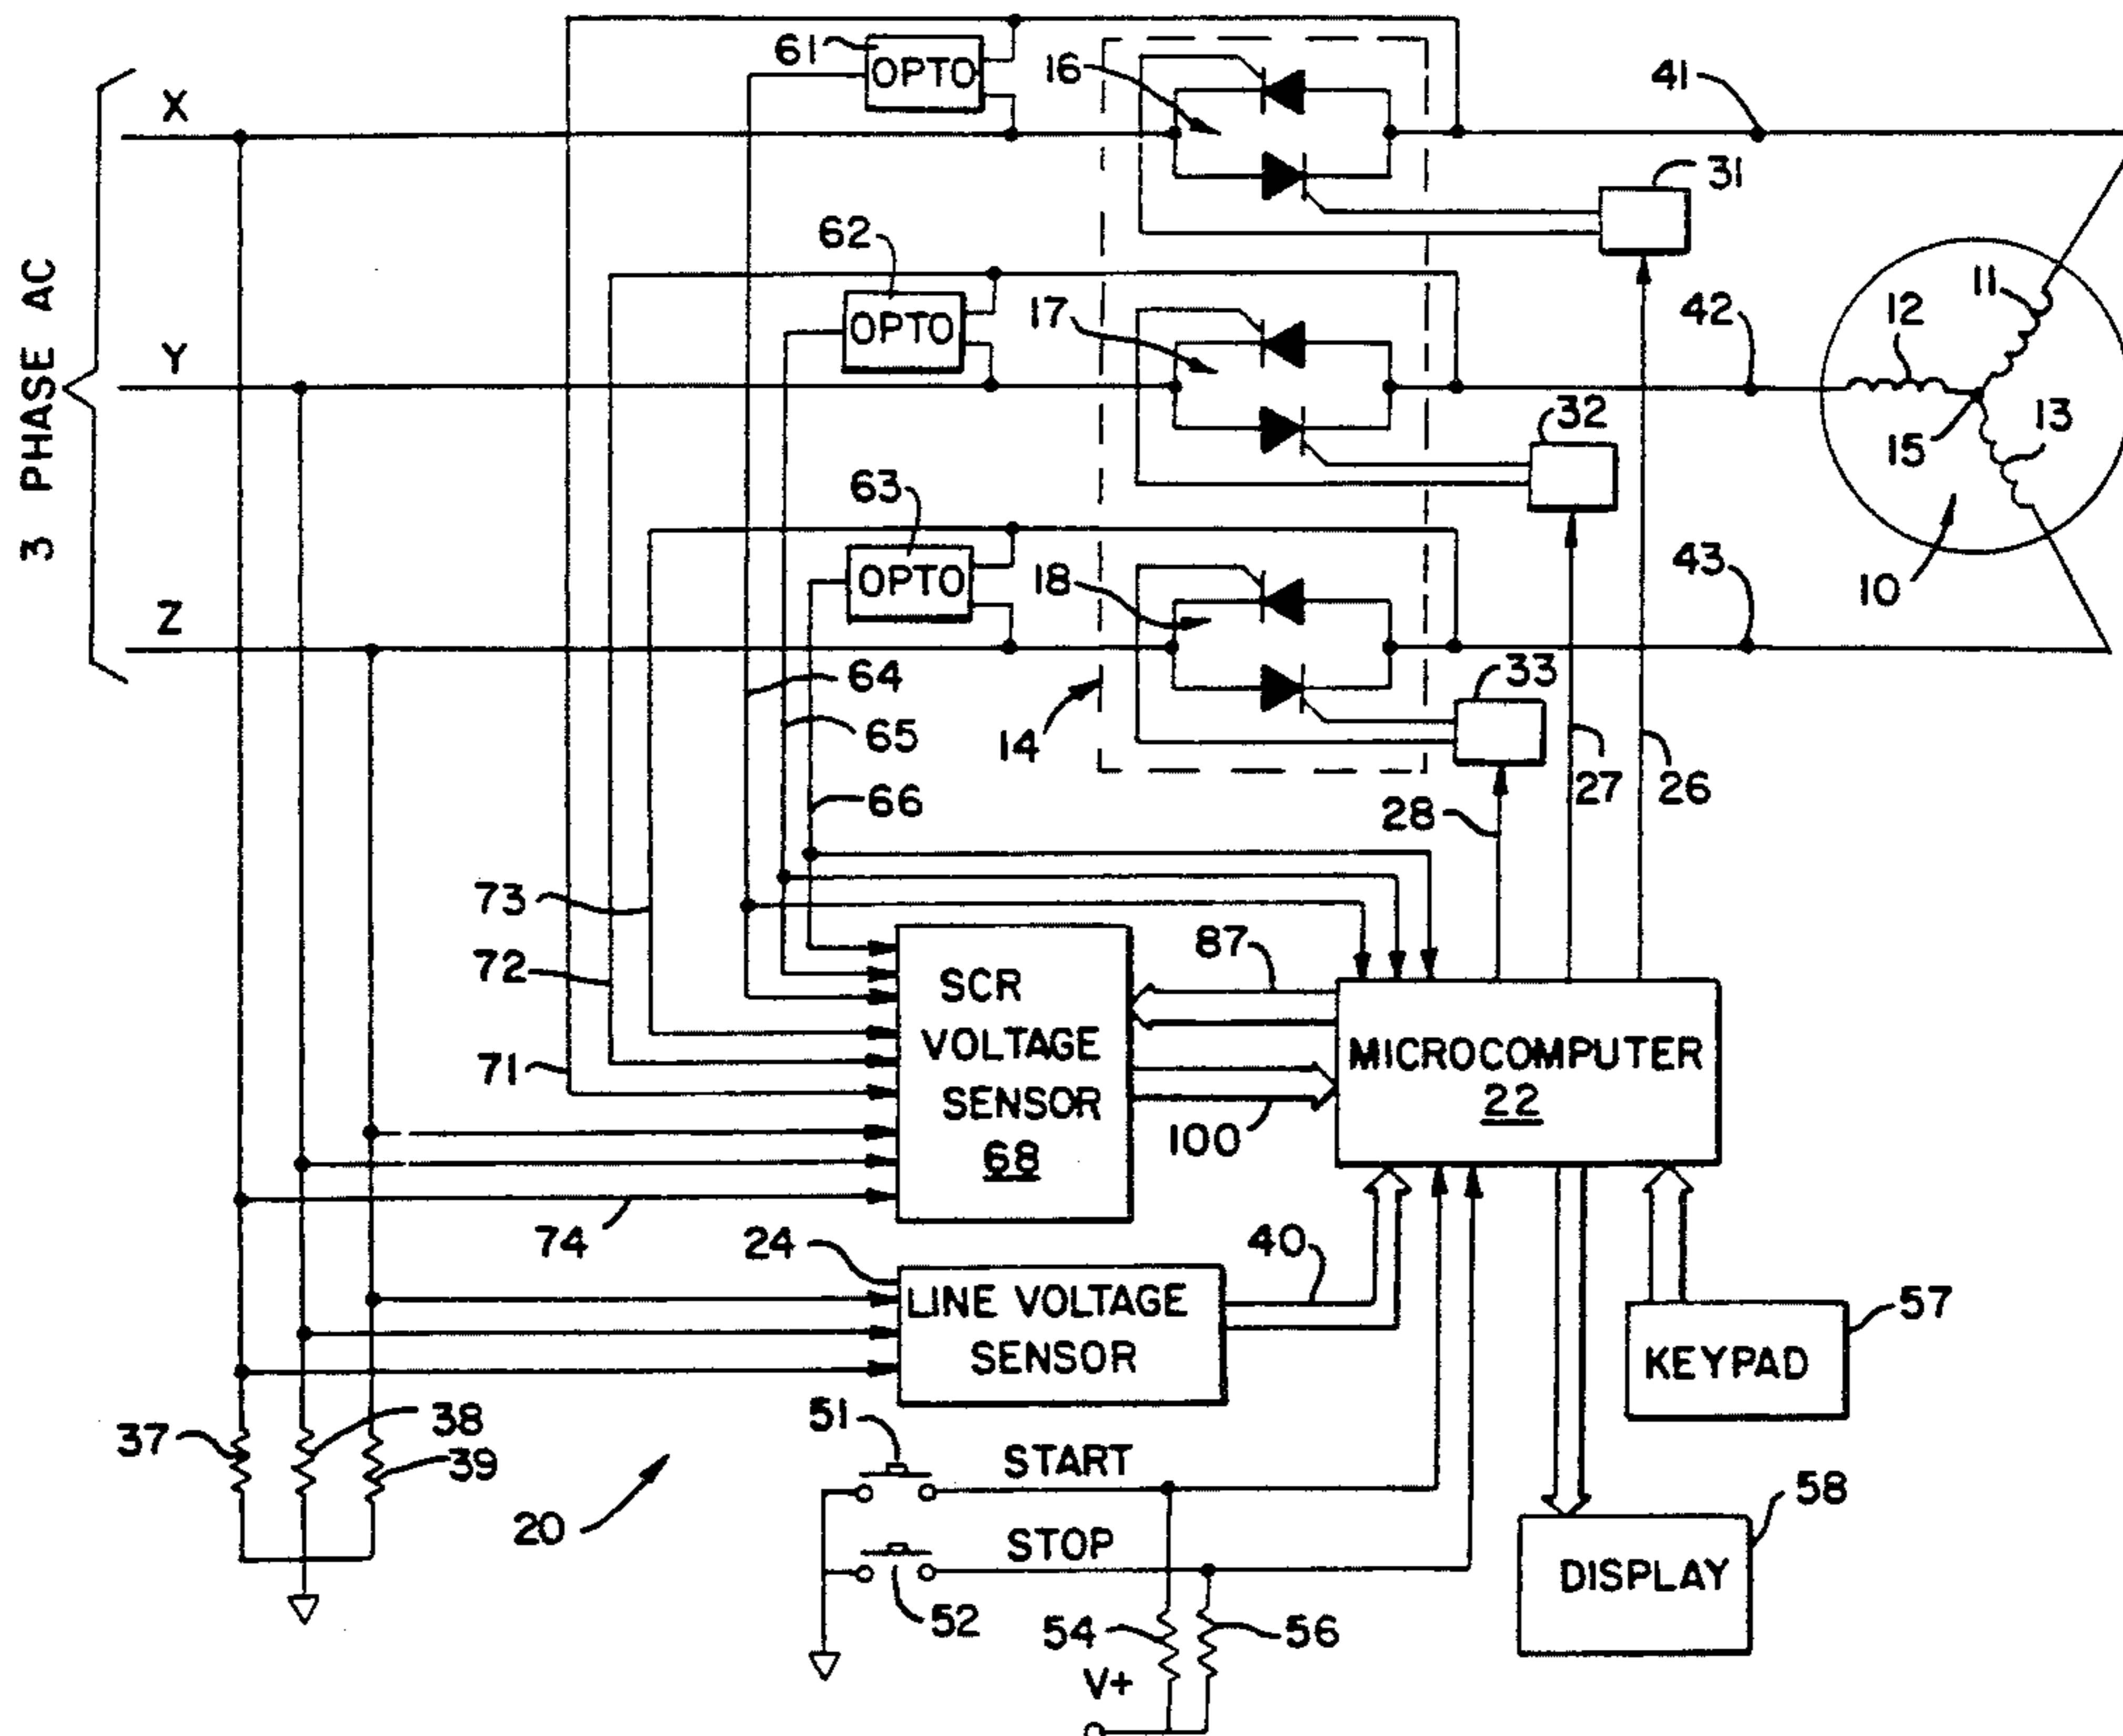 61
OPTO
16
41
X
31
62
OPTO
17
42
12
11
Y
3 PHASE AC
32
13
15
63
OPTO
18
43
10
Z
64
33
65
14
27
26
66
28
73
87
72
SCR
VOLTAGE
SENSOR
68
MICROCOMPUTER
22
71
100
74
24
40
LINE VOLTAGE
SENSOR
57
KEYPAD
37
38
39
51
START
20
STOP
58
DISPLAY
52
54
56
V+